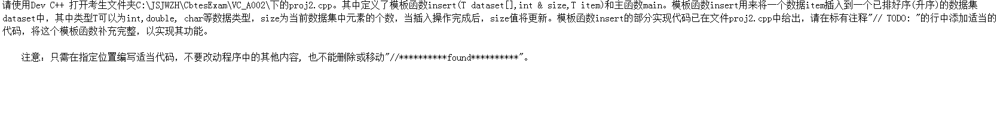 请使用Dev C++ 打开考生文件夹C:\JSJWZH\CbtesExam\VC_A002\下的proj2.cpp。其中定义了模板函数insert(T dataset[],int & size,T item)和主函数main。模板函数insert用来将一个数据item插入到一个已排好序(升序)的数据集
dataset中，其中类型T可以为int,double, char等数据类型，size为当前数据集中元素的个数，当插入操作完成后，size值将更新。模板函数insert的部分实现代码已在文件proj2.cpp中给出，请在标有注释"// TODO: "的行中添加适当的
代码，将这个模板函数补充完整，以实现其功能。
注意：只需在指定位置编写适当代码，不要改动程序中的其他内容, 也不能删除或移动"//**********found**********"。